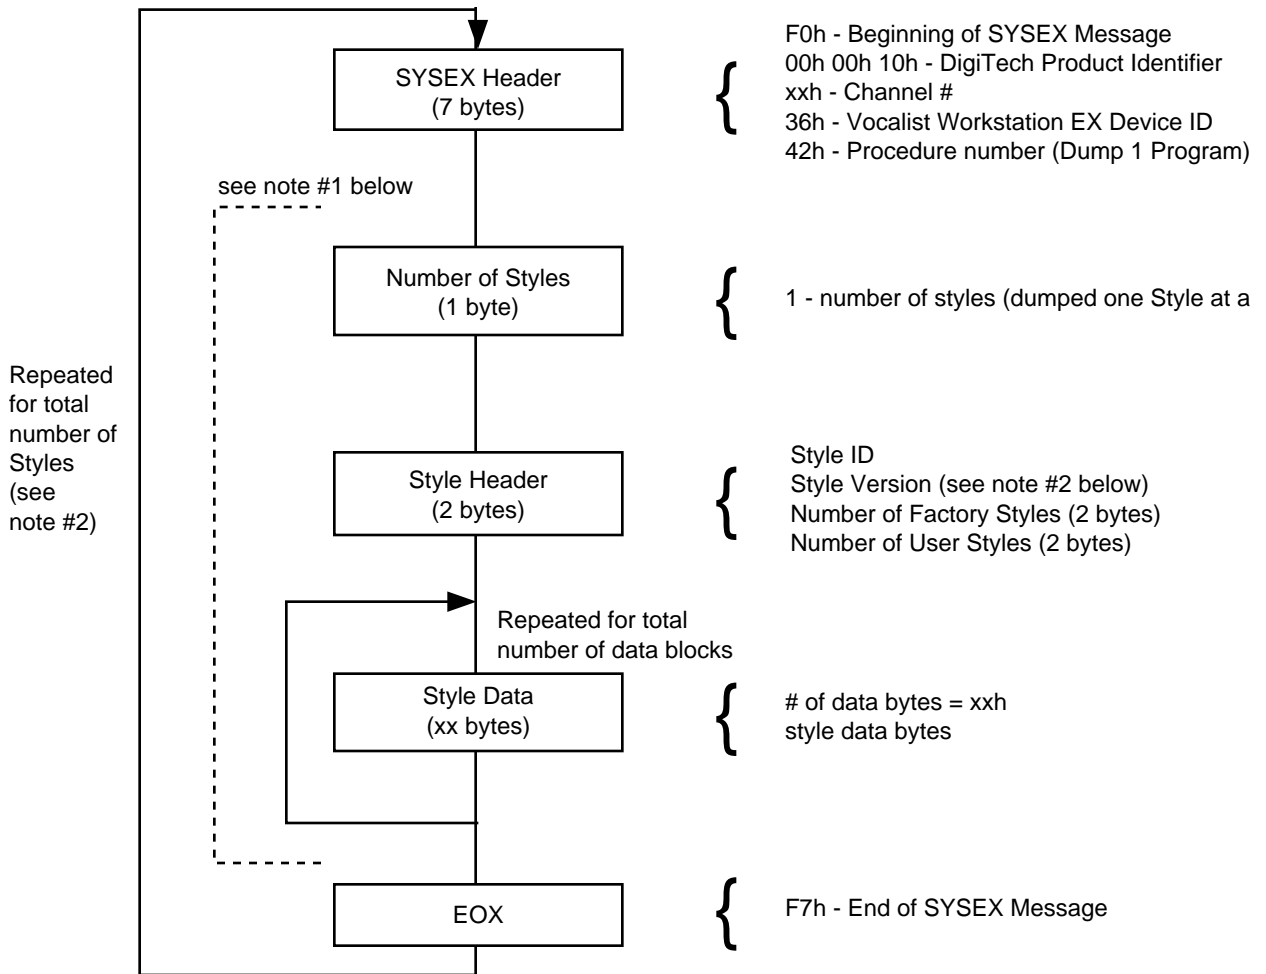 F0h - Beginning of SYSEX Message
00h 00h 10h - DigiTech Product Identifier
xxh - Channel #
36h - Vocalist Workstation EX Device ID
42h - Procedure number (Dump 1 Program)
SYSEX Header
(7 bytes)
see note #1 below
Number of Styles
(1 byte)
1 - number of styles (dumped one Style at a
Repeated
for total
number of
Styles
(see
note #2)
Style Header
(2 bytes)
Style ID
Style Version (see note #2 below)
Number of Factory Styles (2 bytes)
Number of User Styles (2 bytes)
Repeated for total
number of data blocks
Style Data
(xx bytes)
# of data bytes = xxh
style data bytes
EOX
F7h - End of SYSEX Message